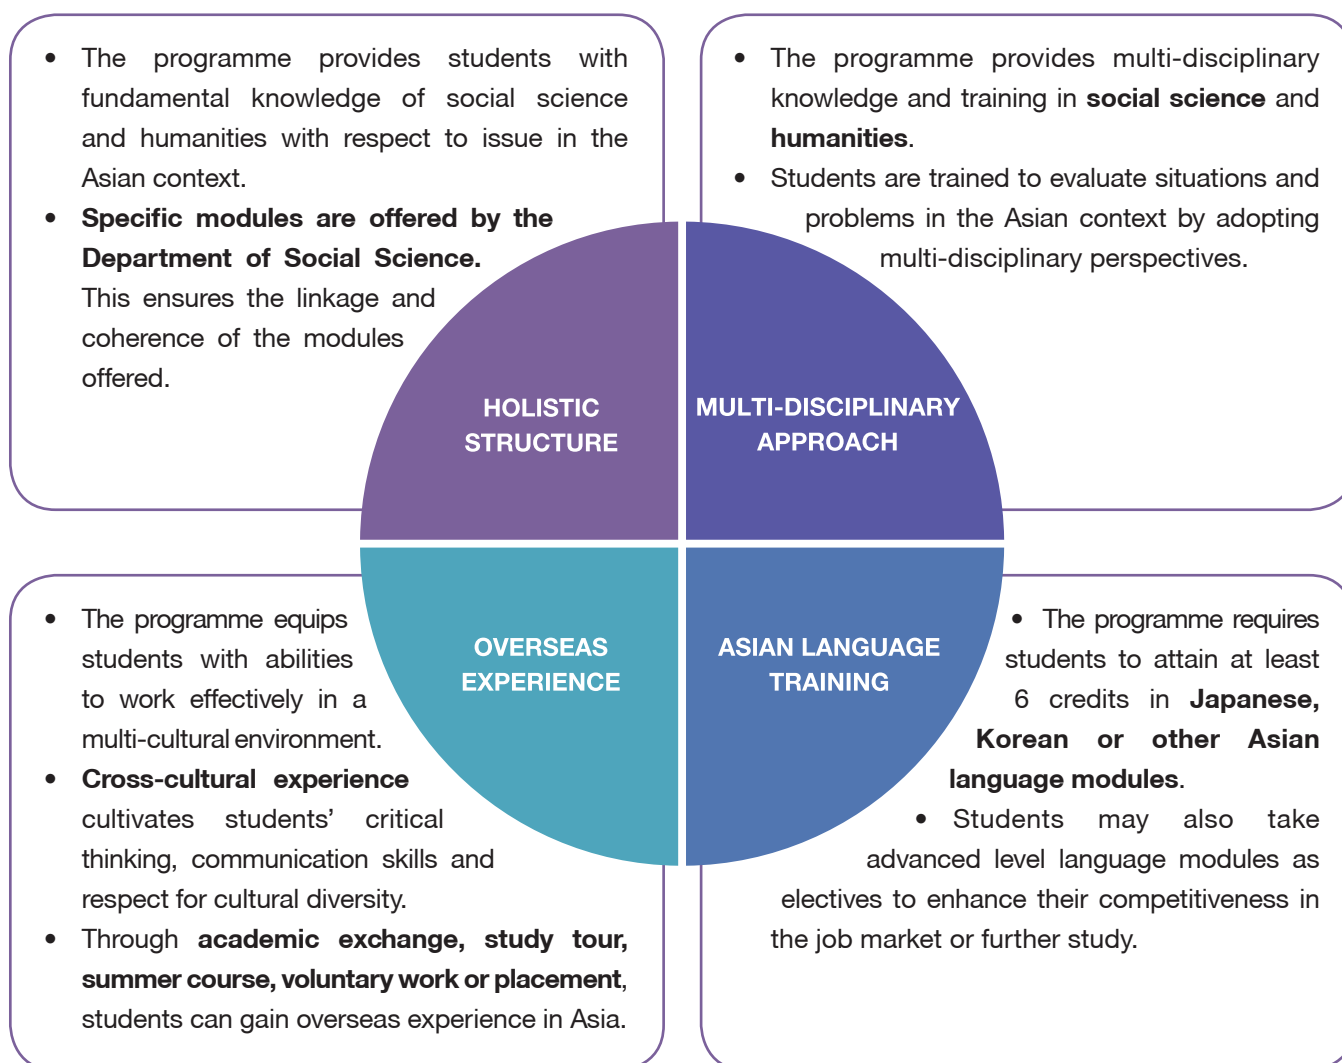 • The programme provides students with
fundamental knowledge of social science
and humanities with respect to issue in the
Asian context.
• Specific modules are offered by the
Department of Social Science.
This ensures the linkage and
coherence of the modules
offered.
HOLISTIC
STRUCTURE
• The programme provides multi-disciplinary
knowledge and training in social science and
humanities.
• Students are trained to evaluate situations and
problems in the Asian context by adopting
multi-disciplinary perspectives.
MULTI-DISCIPLINARY
APPROACH
• The programme equips
students with abilities
to work effectively in a
multi-cultural environment.
• Cross-cultural experience
cultivates students’ critical
thinking, communication skills and
respect for cultural diversity.
• Through academic exchange, study tour,
summer course, voluntary work or placement,
students can gain overseas experience in Asia.
OVERSEAS
EXPERIENCE
ASIAN LANGUAGE
TRAINING
• The programme requires
students to attain at least
6 credits in Japanese,
Korean or other Asian
language modules.
• Students may also take
advanced level language modules as
electives to enhance their competitiveness in
the job market or further study.